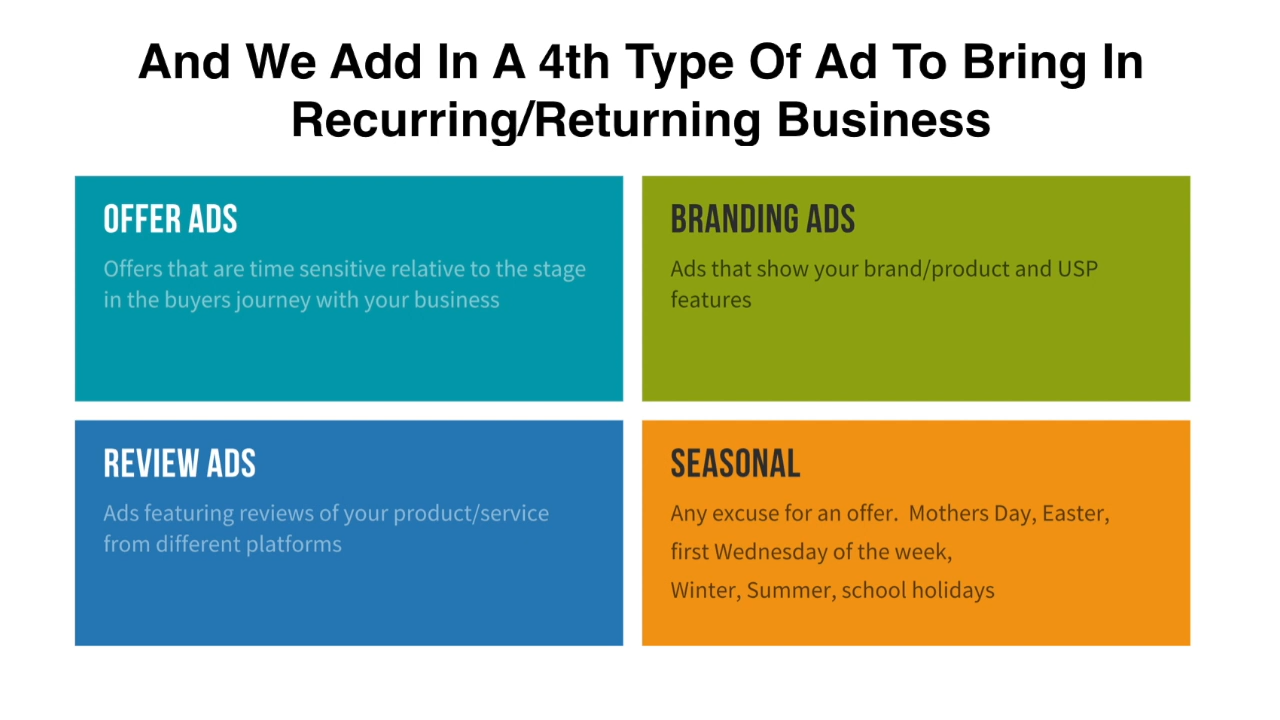 And We Add In A 4th Type Of Ad To Bring In
Recurring/Returning Business
OFFER ADS
Offers that are time sensitive relative to the stage
in the buyers journey with your business
BRANDING ADS
Ads that show your brand/product and USP
features
REVIEW ADS
Ads featuring reviews of your product/service
from different platforms
SEASONAL
Any excuse for an offer.  Mothers Day, Easter,
first Wednesday of the week,
Winter, Summer, school holidays